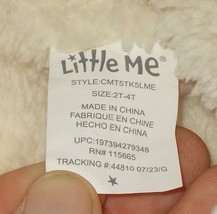 Little Me®
STYLE:CMT5TK5LME
SIZE:2T-4T
MADE IN CHINA
FABRIQUE EN CHINE
HECHO EN CHINA
UPC:197394279348
RN# 115665
TRACKING #:44810 07/23/G